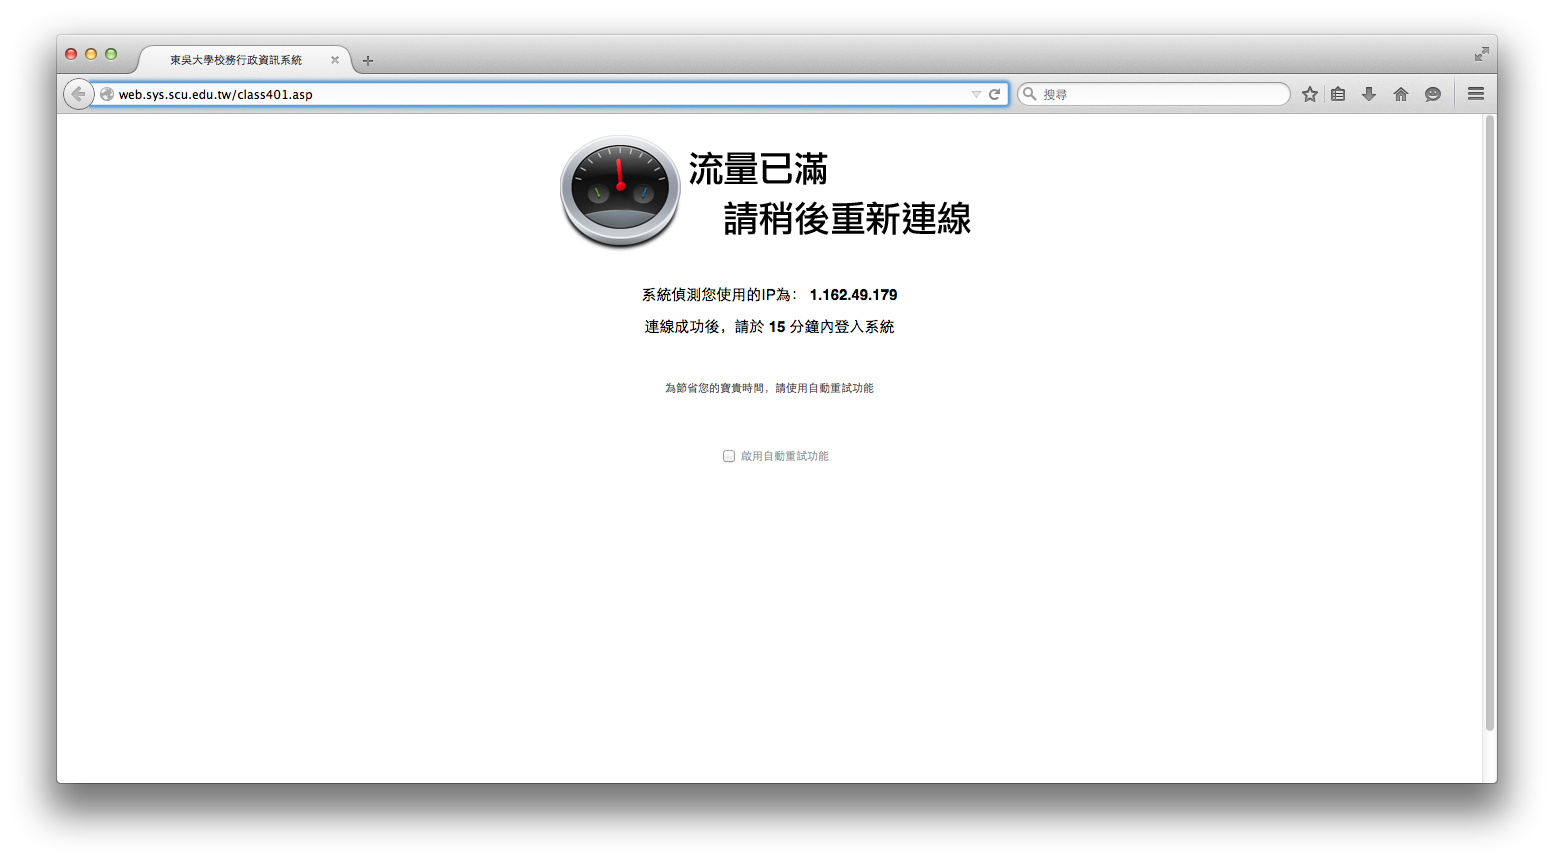 東吳大學校務行政資訊系統
web.sys.scu.edu.tw/class401.asp
搜尋
流量已滿
請稍後重新連線
系統偵測您使用的IP為： 1.162.49.179
連線成功後，請於 15 分鐘內登入系統
為節省您的寶貴時間，請使用自動重試功能
啟用自動重試功能